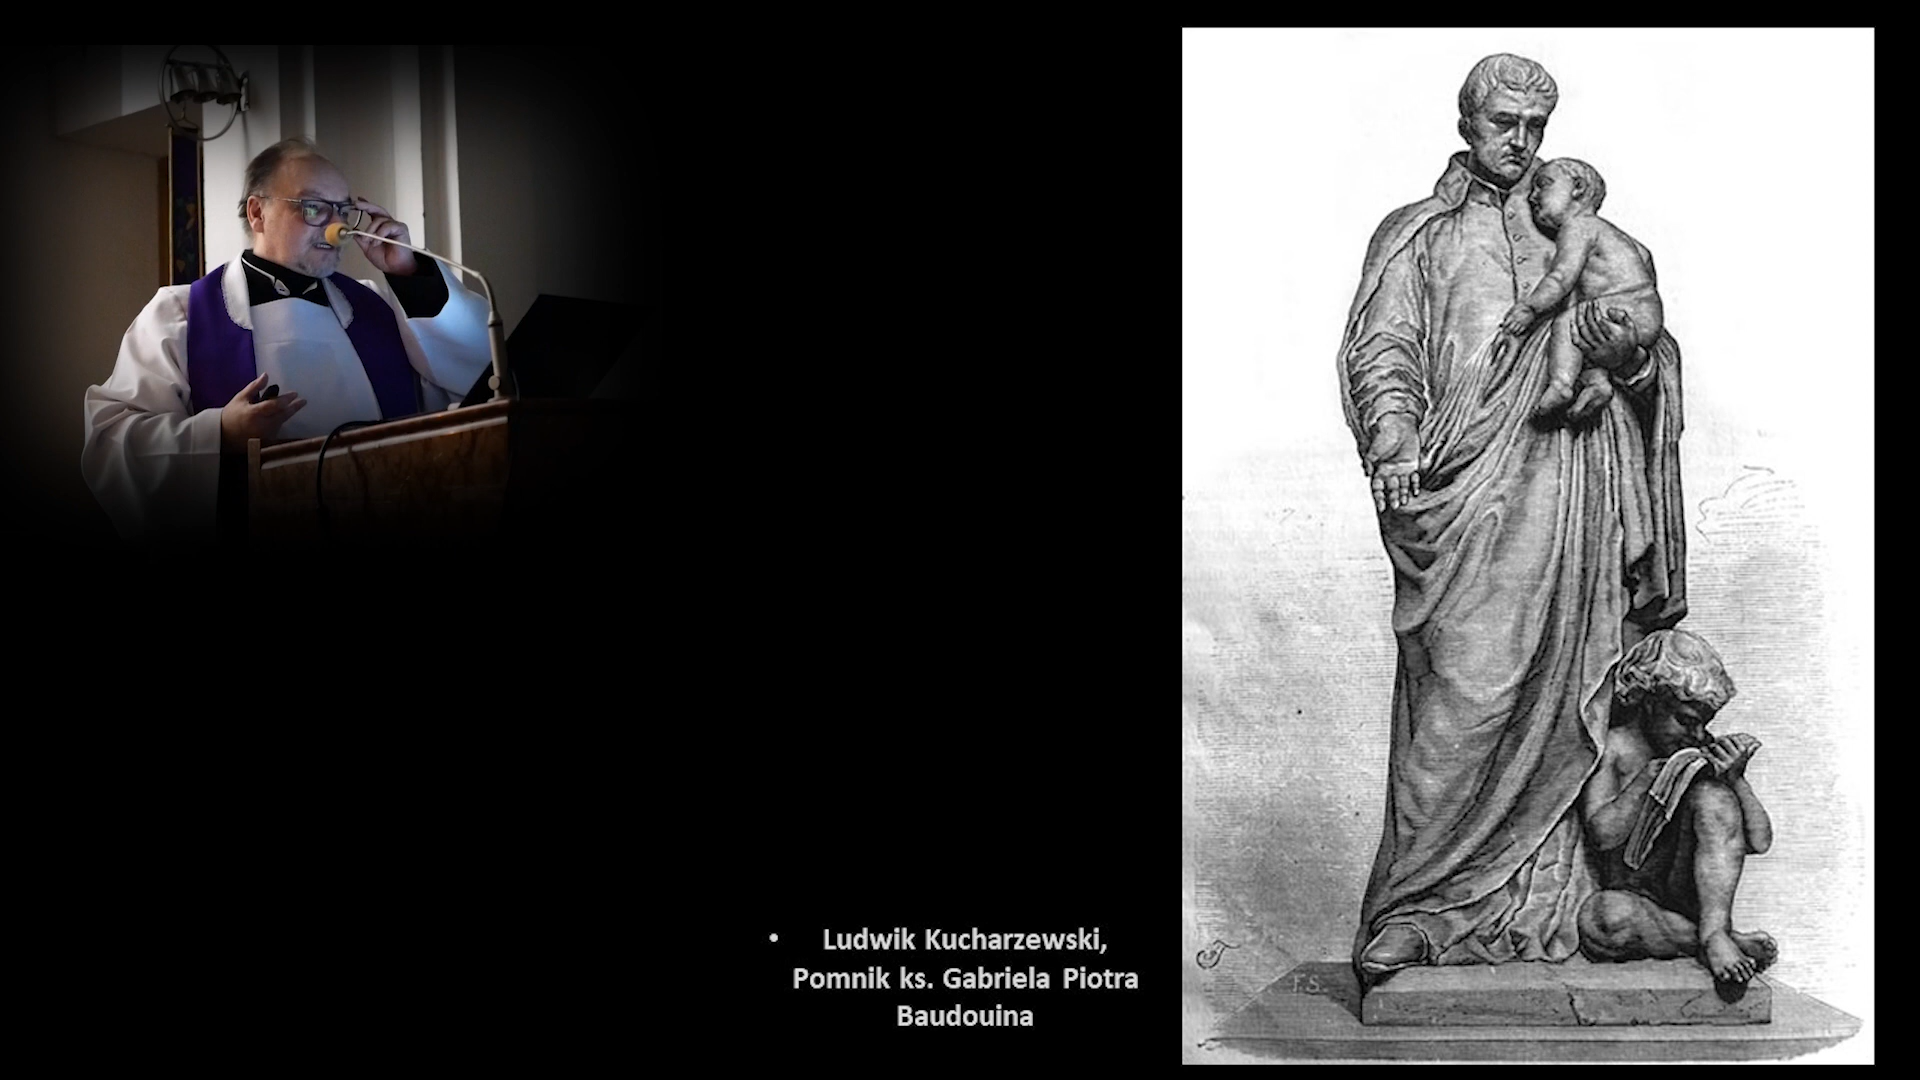 • Ludwik Kucharzewski,
Pomnik ks. Gabriela Piotra
Baudouina
F.S.